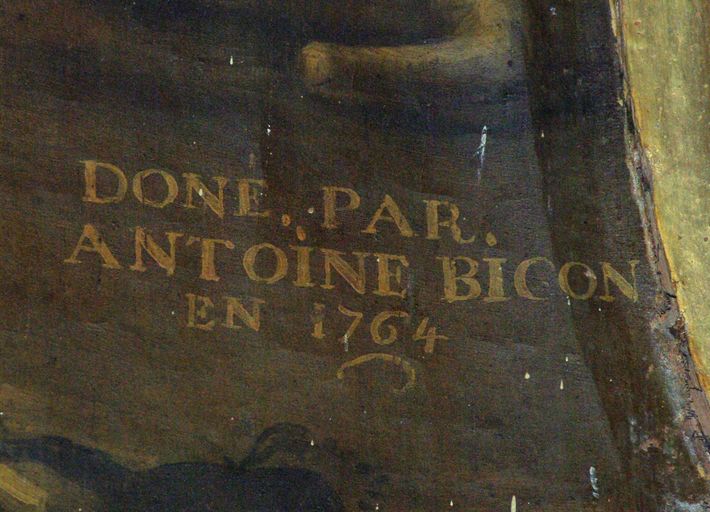 DONE. PAR.
ANTOïNE BICON
EN 1764